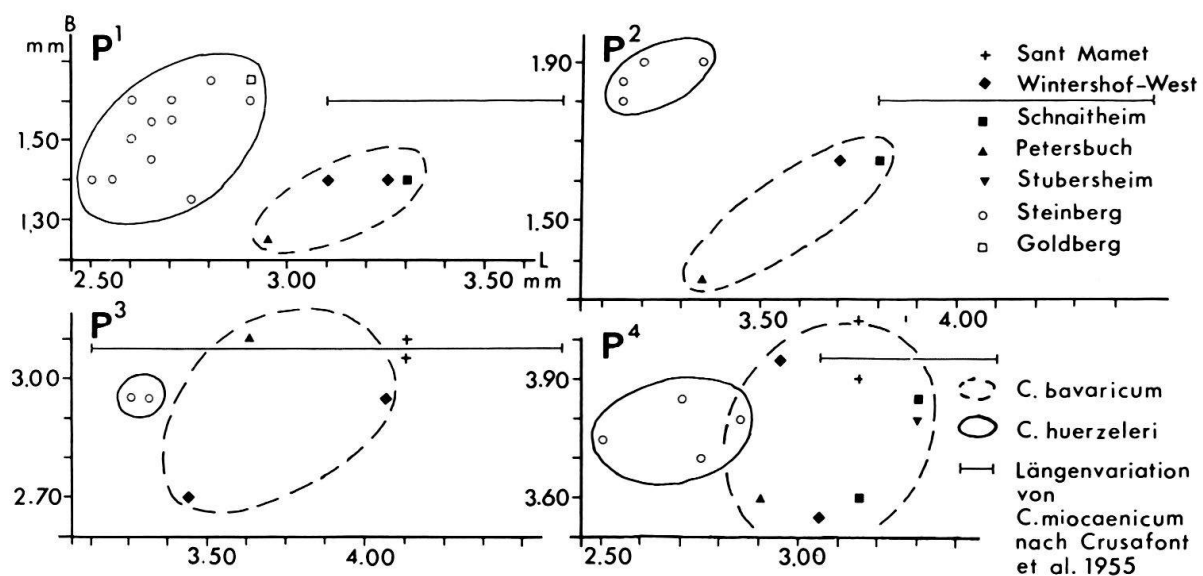 B
mm
P1
1.50
1.30
2.50
3.00
3.50
L
mm
P2
1.90
1.50
3.50
4.00
+ Sant Mamet
◆ Wintershof-West
■ Schnaitheim
▲ Petersbuch
▼ Stubersheim
○ Steinberg
□ Goldberg
P3
3.00
2.70
3.50
4.00
P4
3.90
3.60
2.50
3.00
C. bavaricum
C. huerzeleri
Längenvariation
von
C.miocaenicum
nach Crusafont
et al. 1955